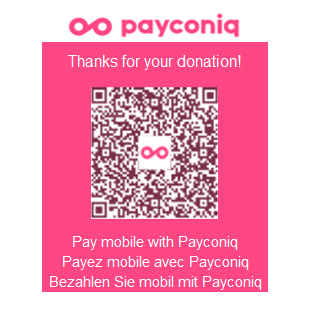 payconiq
Thanks for your donation!
Pay mobile with Payconiq
Payez mobile avec Payconiq
Bezahlen Sie mobil mit Payconiq